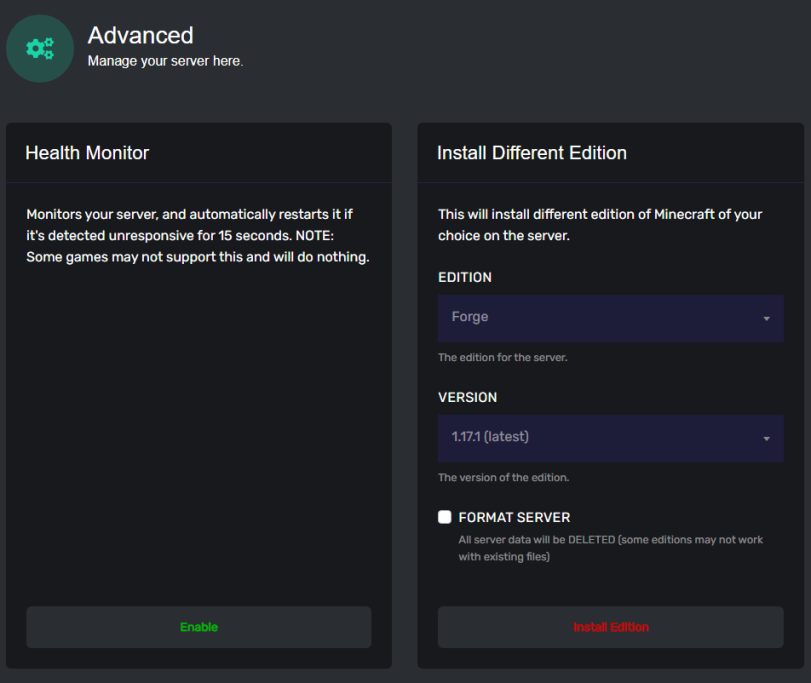 Advanced
Manage your server here.
Health Monitor
Monitors your server, and automatically restarts it if
it's detected unresponsive for 15 seconds. NOTE:
Some games may not support this and will do nothing.
Enable
Install Different Edition
This will install different edition of Minecraft of your
choice on the server.
EDITION
Forge
The edition for the server.
VERSION
1.17.1 (latest)
The version of the edition.
FORMAT SERVER
All server data will be DELETED (some editions may not work
with existing files)
Install Edition